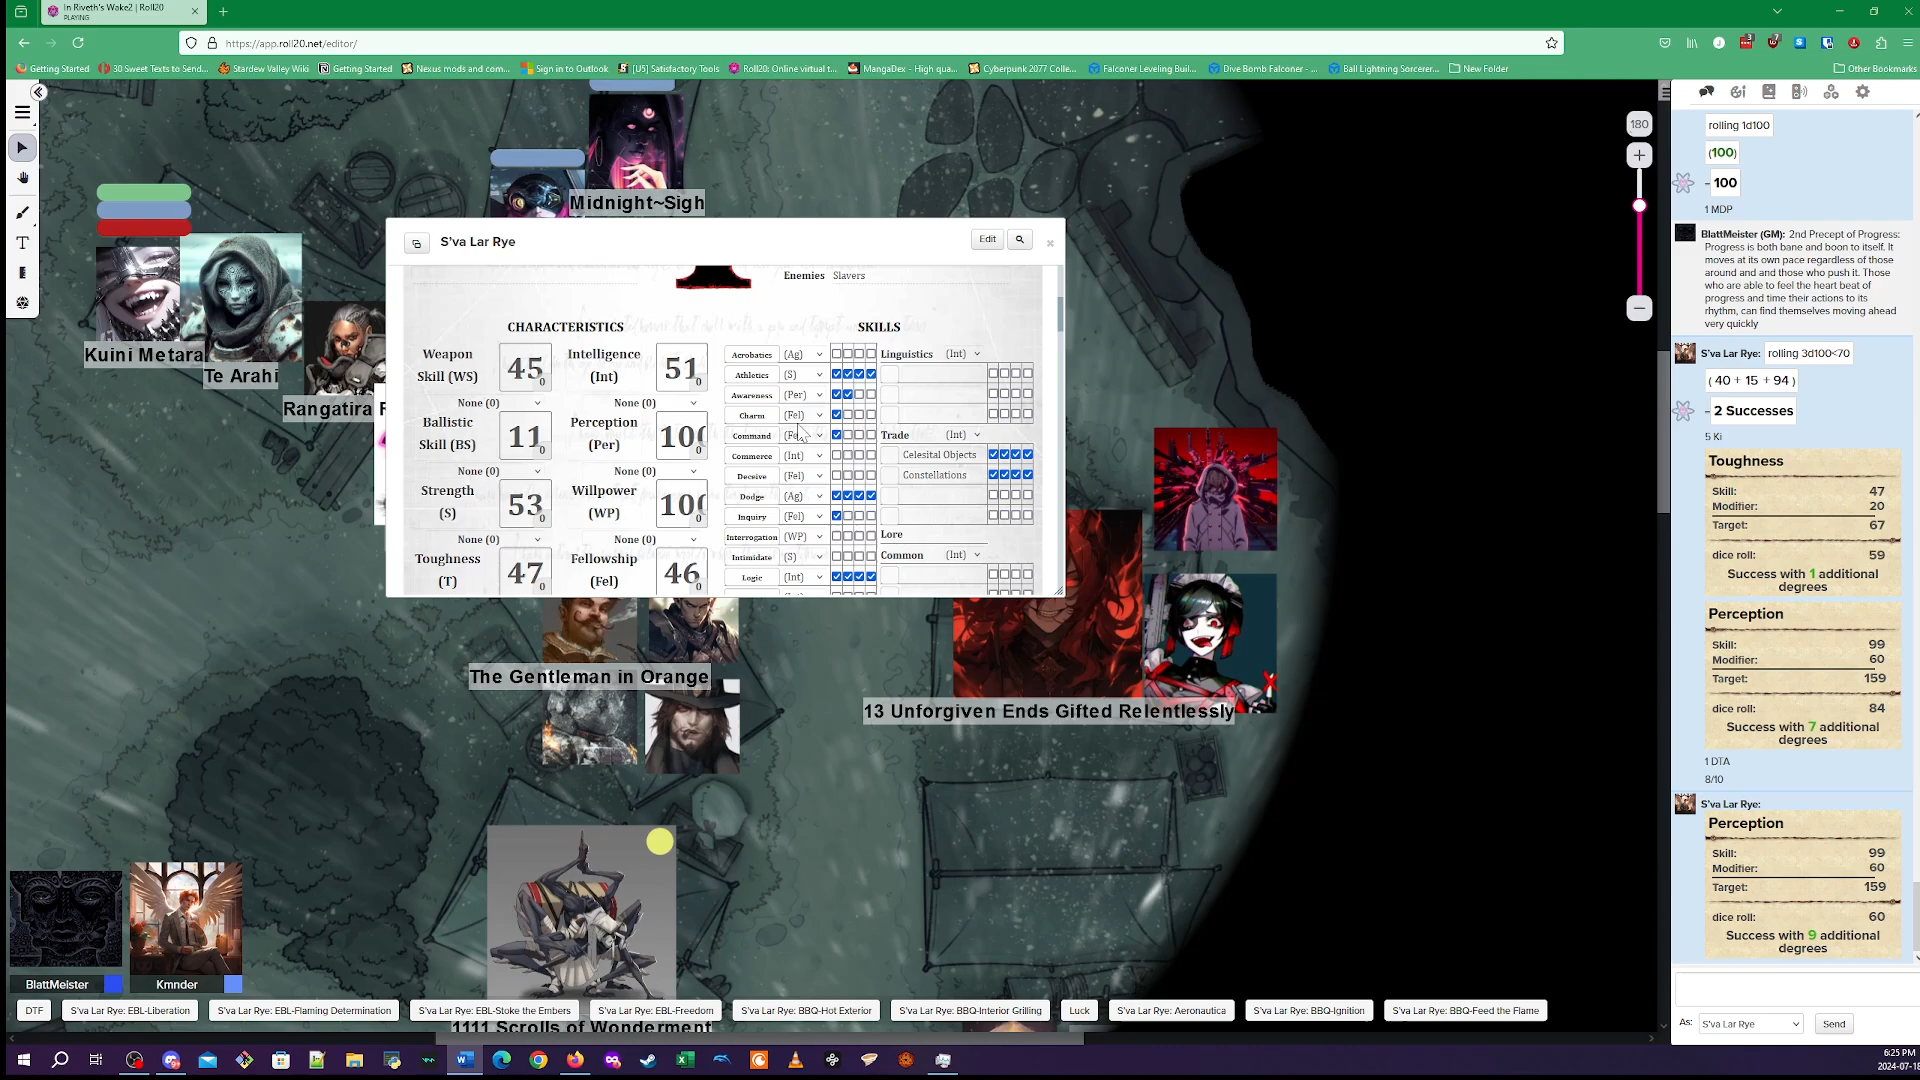 In Riveth's Wake2 | Roll20
PLAYING
https://app.roll20.net/editor/
Getting Started
30 Sweet Texts to Send...
Stardew Valley Wiki
Getting Started
Nexus mods and com...
Sign in to Outlook
[U5] Satisfactory Tools
Roll20: Online virtual t...
MangaDex - High qua...
Cyberpunk 2077 Colle...
Falconer Leveling Buil...
Dive Bomb Falconer - ...
Ball Lightning Sorcerer...
New Folder
Other Bookmarks
180
Midnight~Sigh
Kuini Metara
Te Arahi
Rangatira
S'va Lar Rye
Edit
Enemies Slavers
CHARACTERISTICS
Weapon Skill (WS) 45 0
Intelligence (Int) 51 0
None (0) None (0)
Ballistic Skill (BS) 11 0
Perception (Per) 100
None (0) None (0)
Strength (S) 53 0
Willpower (WP) 100
None (0) None (0)
Toughness (T) 47 0
Fellowship (Fel) 46 0
SKILLS
Acrobatics (Ag)
Athletics (S)
Awareness (Per)
Charm (Fel)
Command
Commerce (Int)
Deceive (Fel)
Dodge (Ag)
Inquiry (Fel)
Interrogation (WP)
Intimidate (S)
Logic (Int)
Linguistics (Int)
Trade (Int)
Celesital Objects
Constellations
Lore
Common (Int)
The Gentleman in Orange
13 Unforgiven Ends Gifted Relentlessly
1111 Scrolls of Wonderment
BlattMeister
Kmnder
DTF
S'va Lar Rye: EBL-Liberation
S'va Lar Rye: EBL-Flaming Determination
S'va Lar Rye: EBL-Stoke the Embers
S'va Lar Rye: EBL-Freedom
S'va Lar Rye: BBQ-Hot Exterior
S'va Lar Rye: BBQ-Interior Grilling
Luck
S'va Lar Rye: Aeronautica
S'va Lar Rye: BBQ-Ignition
S'va Lar Rye: BBQ-Feed the Flame
rolling 1d100
(100)
100
1 MDP
BlattMeister (GM): 2nd Precept of Progress:
Progress is both bane and boon to itself. It
moves at its own pace regardless of those
around and and those who push it. Those
who are able to feel the heart beat of
progress and time their actions to its
rhythm, can find themselves moving ahead
very quickly
S'va Lar Rye: rolling 3d100<70
( 40 + 15 + 94 )
2 Successes
5 Ki
Toughness
Skill: 47
Modifier: 20
Target: 67
dice roll: 59
Success with 1 additional
degrees
Perception
Skill: 99
Modifier: 60
Target: 159
dice roll: 84
Success with 7 additional
degrees
1 DTA
8/10
S'va Lar Rye:
Perception
Skill: 99
Modifier: 60
Target: 159
dice roll: 60
Success with 9 additional
degrees
As: S'va Lar Rye
Send
6:25 PM
2024-07-18